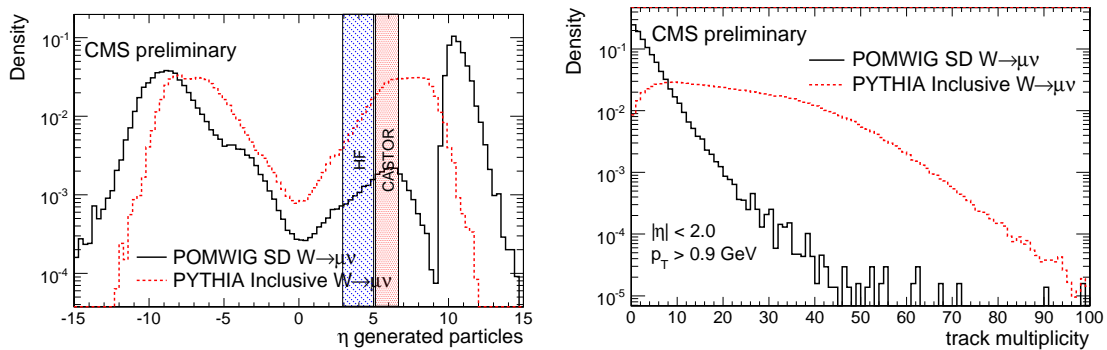 Density
CMS preliminary
10⁻¹
10⁻²
10⁻³
10⁻⁴
HF
CASTOR
POMWIG SD W→μν
PYTHIA Inclusive W→μν
-15 -10 -5 0 5 10 15
η generated particles
Density
CMS preliminary
POMWIG SD W→μν
PYTHIA Inclusive W→μν
10⁻¹
10⁻²
10⁻³
10⁻⁴
10⁻⁵
|η| < 2.0
p_T > 0.9 GeV
0 10 20 30 40 50 60 70 80 90 100
track multiplicity